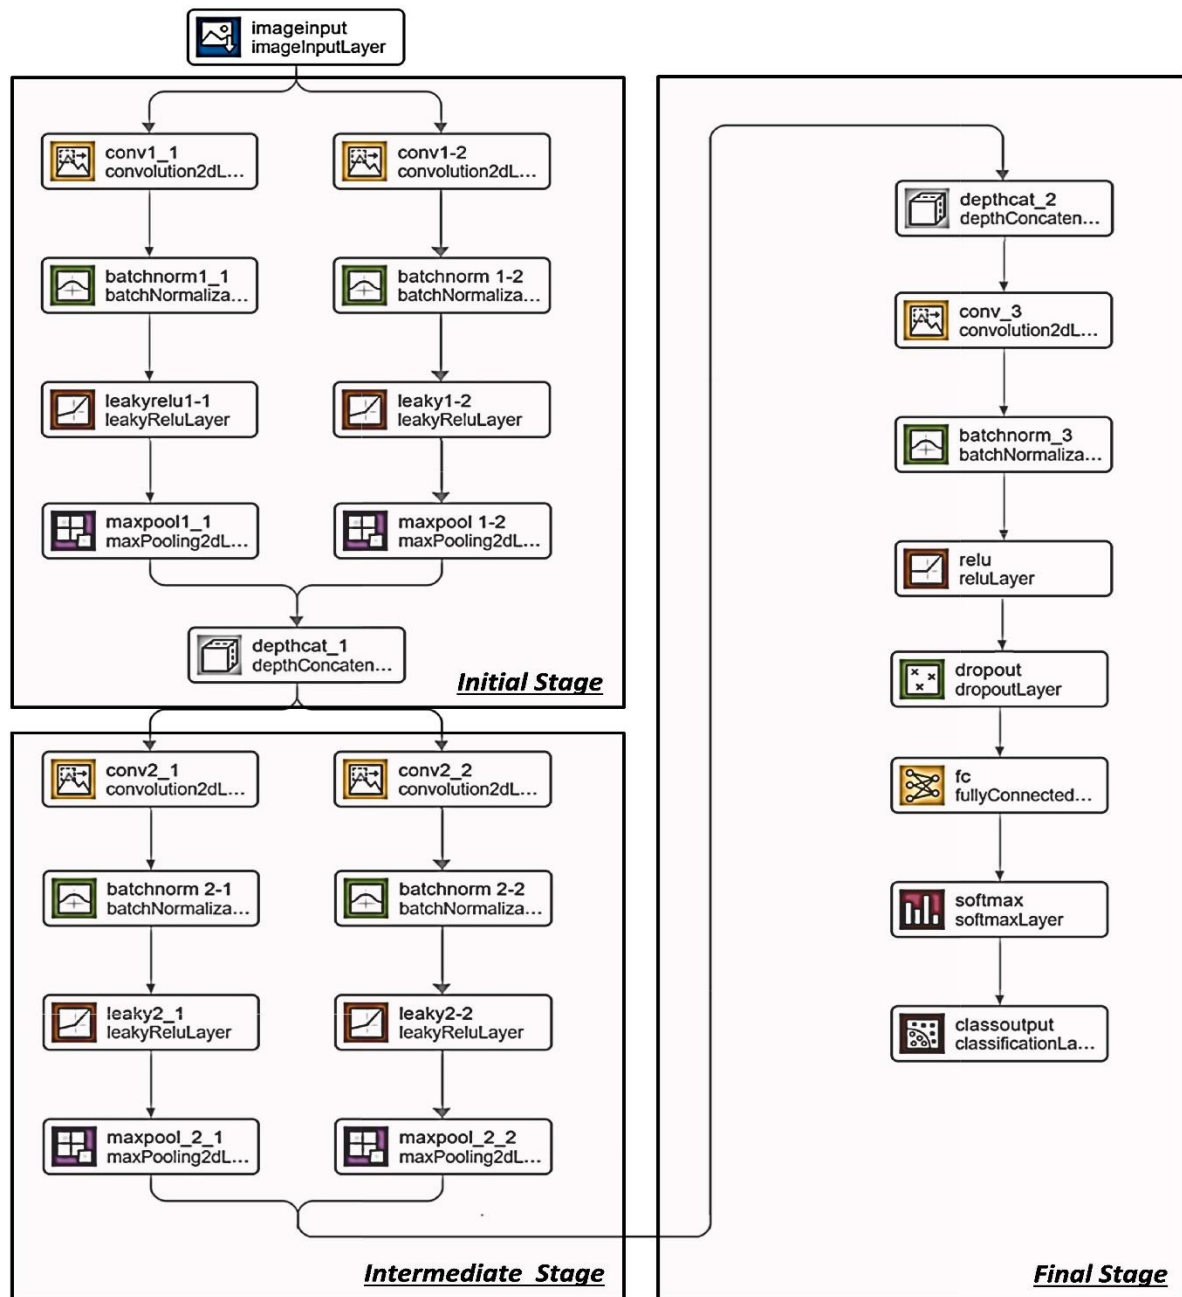 imageinput
imageInputLayer
conv1_1
convolution2dL...
batchnorm1_1
batchNormaliza...
leakyrelu1-1
leakyReluLayer
maxpool1_1
maxPooling2dL...
conv1-2
convolution2dL...
batchnorm 1-2
batchNormaliza...
leaky1-2
leakyReluLayer
maxpool 1-2
maxPooling2dL...
depthcat_1
depthConcaten...
Initial Stage
conv2_1
convolution2dL...
batchnorm 2-1
batchNormaliza...
leaky2_1
leakyReluLayer
maxpool_2_1
maxPooling2dL...
conv2_2
convolution2dL...
batchnorm 2-2
batchNormaliza...
leaky2-2
leakyReluLayer
maxpool_2_2
maxPooling2dL...
Intermediate Stage
depthcat_2
depthConcaten...
conv_3
convolution2dL...
batchnorm_3
batchNormaliza...
relu
reluLayer
dropout
dropoutLayer
fc
fullyConnected...
softmax
softmaxLayer
classoutput
classificationLa...
Final Stage